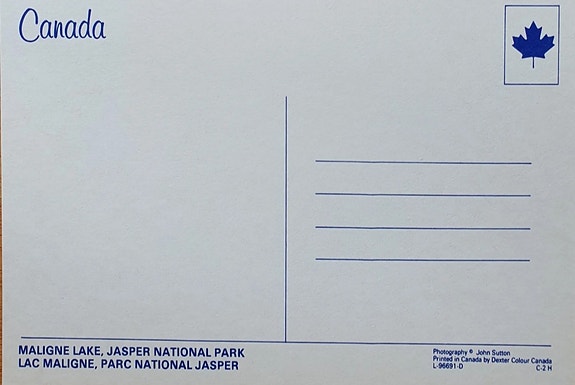 Canada
MALIGNE LAKE, JASPER NATIONAL PARK
LAC MALIGNE, PARC NATIONAL JASPER
Photography © John Sutton
Printed in Canada by Dexter Colour Canada
L-96691-D C-2 H